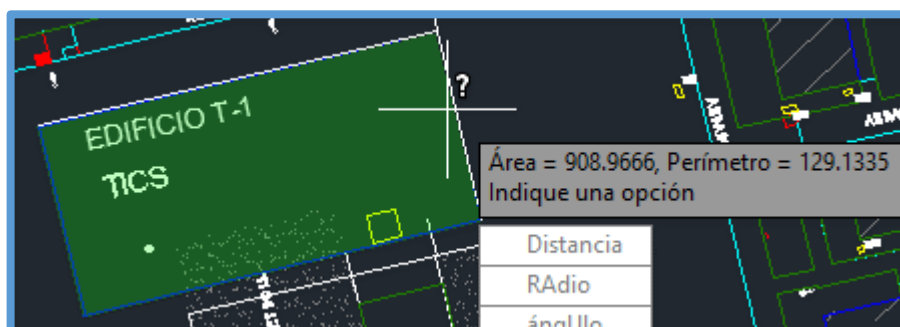 EDIFICIO T-1
TICS
?
Área = 908.9666, Perímetro = 129.1335
Indique una opción
Distancia
RAdio
ángUlo